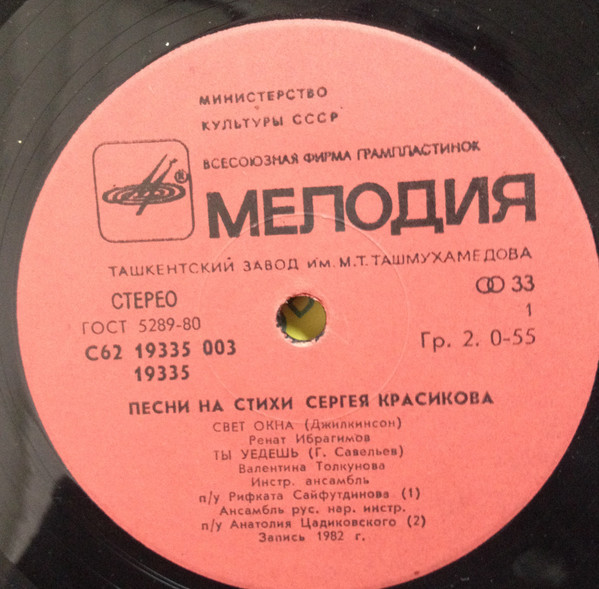 МИНИСТЕРСТВО
КУЛЬТУРЫ СССР
ВСЕСОЮЗНАЯ ФИРМА ГРАМПЛАСТИНОК
®
МЕЛОДИЯ
ТАШКЕНТСКИЙ ЗАВОД ИМ. М.Т. ТАШМУХАМЕДОВА
СТЕРЕО
33
ГОСТ 5289-80
1
С62 19335 003
Гр. 2. 0-55
19335
ПЕСНИ НА СТИХИ СЕРГЕЯ КРАСИКОВА
СВЕТ ОКНА (Джилкинсон)
Ренат Ибрагимов
ТЫ УЕДЕШЬ (Г. Савельев)
Валентина Толкунова
Инстр. ансамбль
п/у Рифката Сайфутдинова (1)
Ансамбль рус. нар. инстр.
п/у Анатолия Цадиковского (2)
Запись 1982 г.